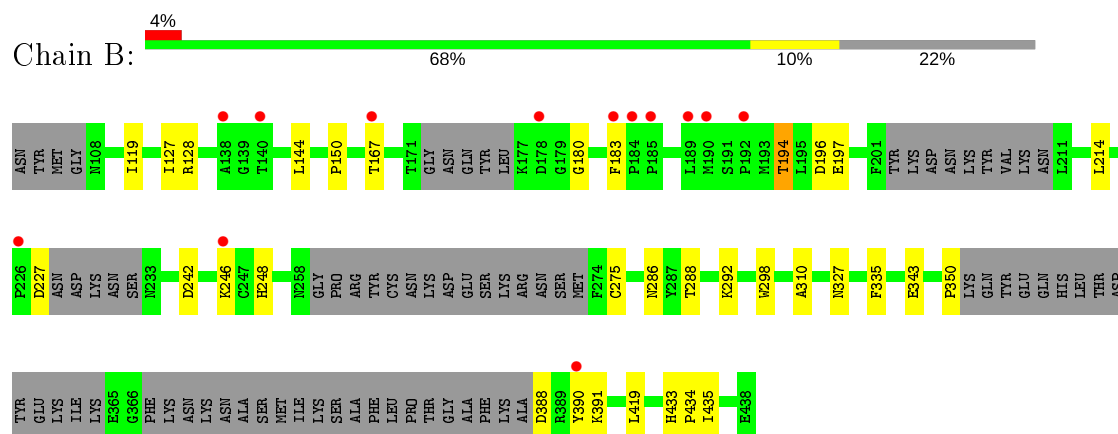 4%
Chain B:
68% 10% 22%
ASN TYR MET GLY N108 I119 I127 R128 A138 G139 T140 L144 P150 T167 T171 GLY ASN GLN TYR LEU K177 D178 G179 G180 F183 P184 P185 L189 M190 S191 P192 M193 T194 L195 D196 E197 F201 TYR LYS ASP ASN LYS TYR VAL LYS ASN L211 L214
P226 D227 ASN ASP LYS ASN SER N233 D242 K246 C247 H248 N258 GLY PRO ARG TYR CYS ASN LYS ASP GLU SER LYS ARG ASN SER MET F274 C275 N286 Y287 T288 K292 W298 A310 N327 F335 E343 P350 LYS GLN TYR GLU GLN HIS LEU THR ASP
TYR GLU LYS ILE LYS E365 G366 PHE LYS ASN LYS ASN ALA SER MET ILE LYS SER ALA PHE LEU PRO THR GLY ALA PHE LYS ALA D388 R389 Y390 K391 L419 H433 P434 I435 E438